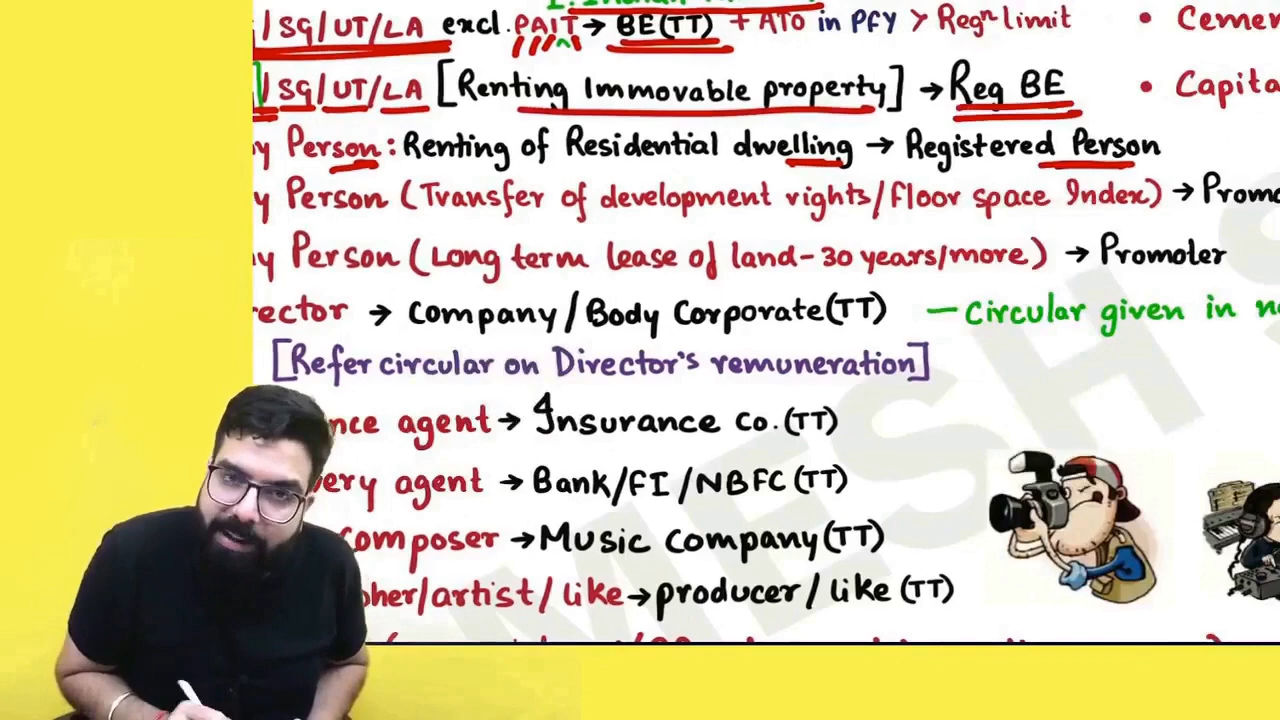 /SG/UT/LA excl. PAIT → BE(TT) + ATO in PFY > Regⁿ limit
/SG/UT/LA [Renting Immovable property] → Reg BE
y Person: Renting of Residential dwelling → Registered Person
y Person (Transfer of development rights/floor space Index) → Promo
y Person (Long term lease of land-30 years/more) → Promoter
rector → Company/Body Corporate(TT) — Circular given in n
[Refer circular on Director's remuneration]
nce agent → Insurance Co. (TT)
very agent → Bank/FI/NBFC (TT)
composer → Music Company (TT)
pher/artist/like → producer/like (TT)
• Cemen
• Capita
MESH S